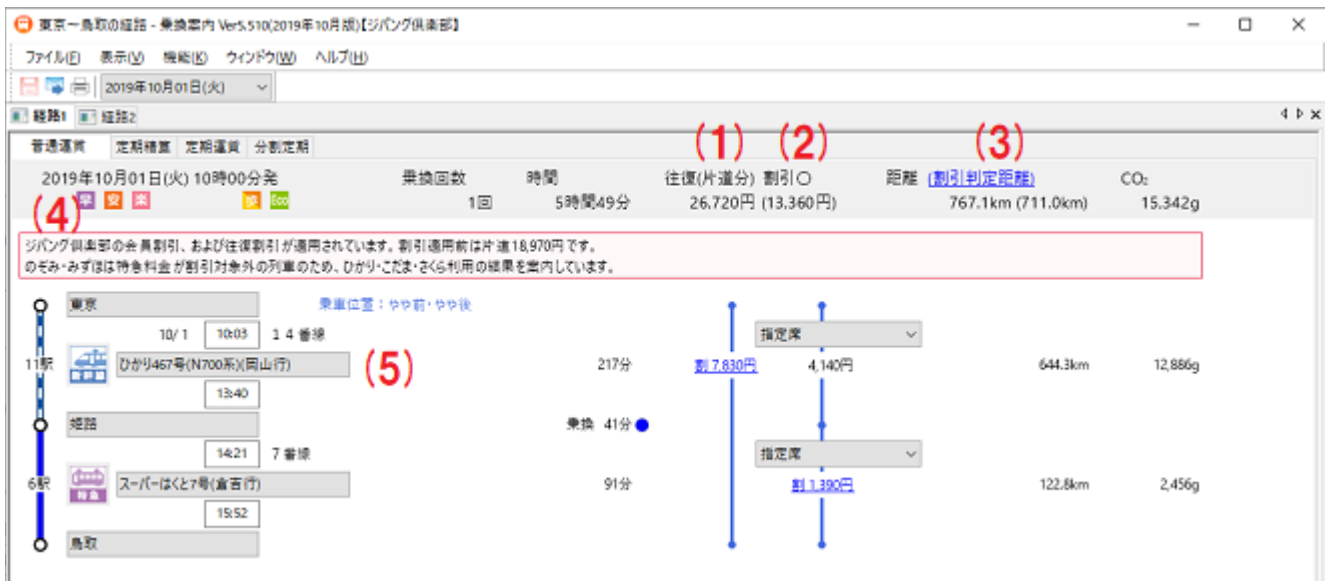 東京ー鳥取の経路 - 乗換案内 Ver5.510(2019年10月版)【ジパング倶楽部】
ファイル(F) 表示(V) 機能(K) ウィンドウ(W) ヘルプ(H)
2019年10月01日(火)
経路1 経路2
普通運賃 定期積算 定期運賃 分割定期
(1) (2) (3)
2019年10月01日(火) 10時00分発 乗換回数 時間 往復(片道分) 割引〇 距離 (割引判定距離) CO₂
(4) 早 安 楽 Eco 1回 5時間49分 26,720円 (13,360円) 767.1km (711.0km) 15,342g
ジパング倶楽部の会員割引、および往復割引が適用されています。割引適用前は片道18,970円です。
のぞみ・みずほは特急料金が割引対象外の列車のため、ひかり・こだま・さくら利用の結果を案内しています。
東京 乗車位置：やや前・やや後
10/1 10:03 14番線 指定席
11駅 ひかり467号(N700系)(岡山行) (5) 217分 割 7,830円 4,140円 644.3km 12,886g
13:40
姫路 乗換 41分
14:21 7番線 指定席
6駅 特急 スーパーはくと7号(倉吉行) 91分 割 1,390円 122.8km 2,456g
15:52
鳥取